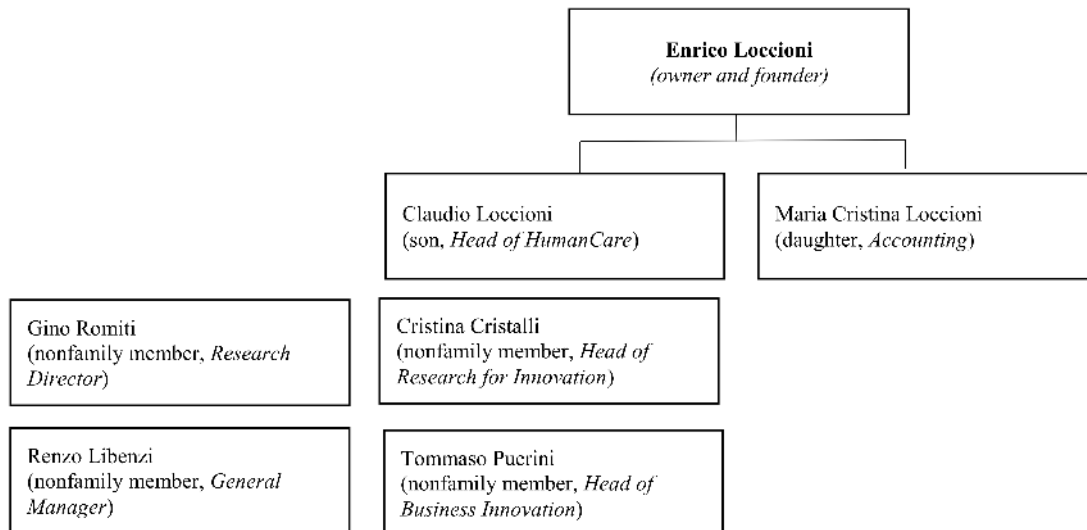 Enrico Loccioni
(owner and founder)
Claudio Loccioni
(son, Head of HumanCare)
Maria Cristina Loccioni
(daughter, Accounting)
Gino Romiti
(nonfamily member, Research
Director)
Cristina Cristalli
(nonfamily member, Head of
Research for Innovation)
Renzo Libenzi
(nonfamily member, General
Manager)
Tommaso Puerini
(nonfamily member, Head of
Business Innovation)